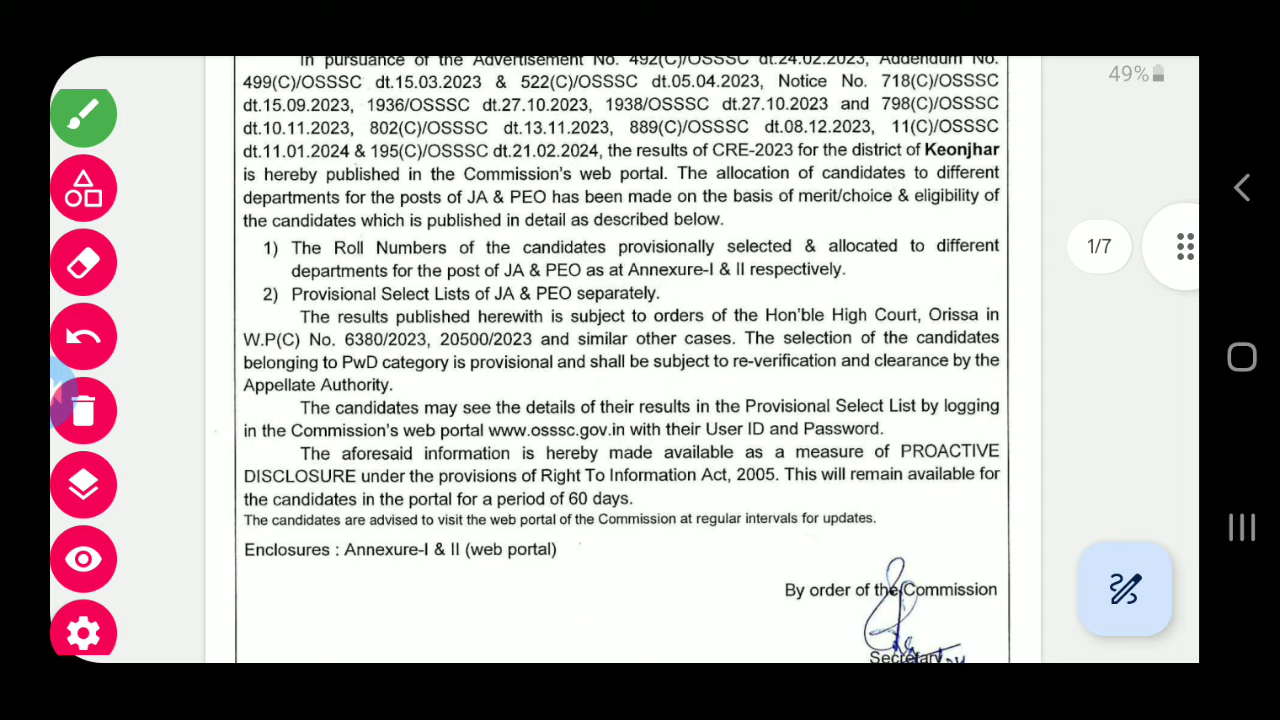 In pursuance of the Advertisement No. 492(C)/OSSSC dt.24.02.2023, Addendum No.
499(C)/OSSSC dt.15.03.2023 & 522(C)/OSSSC dt.05.04.2023, Notice No. 718(C)/OSSSC
dt.15.09.2023, 1936/OSSSC dt.27.10.2023, 1938/OSSSC dt.27.10.2023 and 798(C)/OSSSC
dt.10.11.2023, 802(C)/OSSSC dt.13.11.2023, 889(C)/OSSSC dt.08.12.2023, 11(C)/OSSSC
dt.11.01.2024 & 195(C)/OSSSC dt.21.02.2024, the results of CRE-2023 for the district of Keonjhar
is hereby published in the Commission's web portal. The allocation of candidates to different
departments for the posts of JA & PEO has been made on the basis of merit/choice & eligibility of
the candidates which is published in detail as described below.
1) The Roll Numbers of the candidates provisionally selected & allocated to different
departments for the post of JA & PEO as at Annexure-I & II respectively.
2) Provisional Select Lists of JA & PEO separately.
The results published herewith is subject to orders of the Hon'ble High Court, Orissa in
W.P(C) No. 6380/2023, 20500/2023 and similar other cases. The selection of the candidates
belonging to PwD category is provisional and shall be subject to re-verification and clearance by the
Appellate Authority.
The candidates may see the details of their results in the Provisional Select List by logging
in the Commission's web portal www.osssc.gov.in with their User ID and Password.
The aforesaid information is hereby made available as a measure of PROACTIVE
DISCLOSURE under the provisions of Right To Information Act, 2005. This will remain available for
the candidates in the portal for a period of 60 days.
The candidates are advised to visit the web portal of the Commission at regular intervals for updates.
Enclosures : Annexure-I & II (web portal)
By order of the Commission
Secretary
49%
1/7